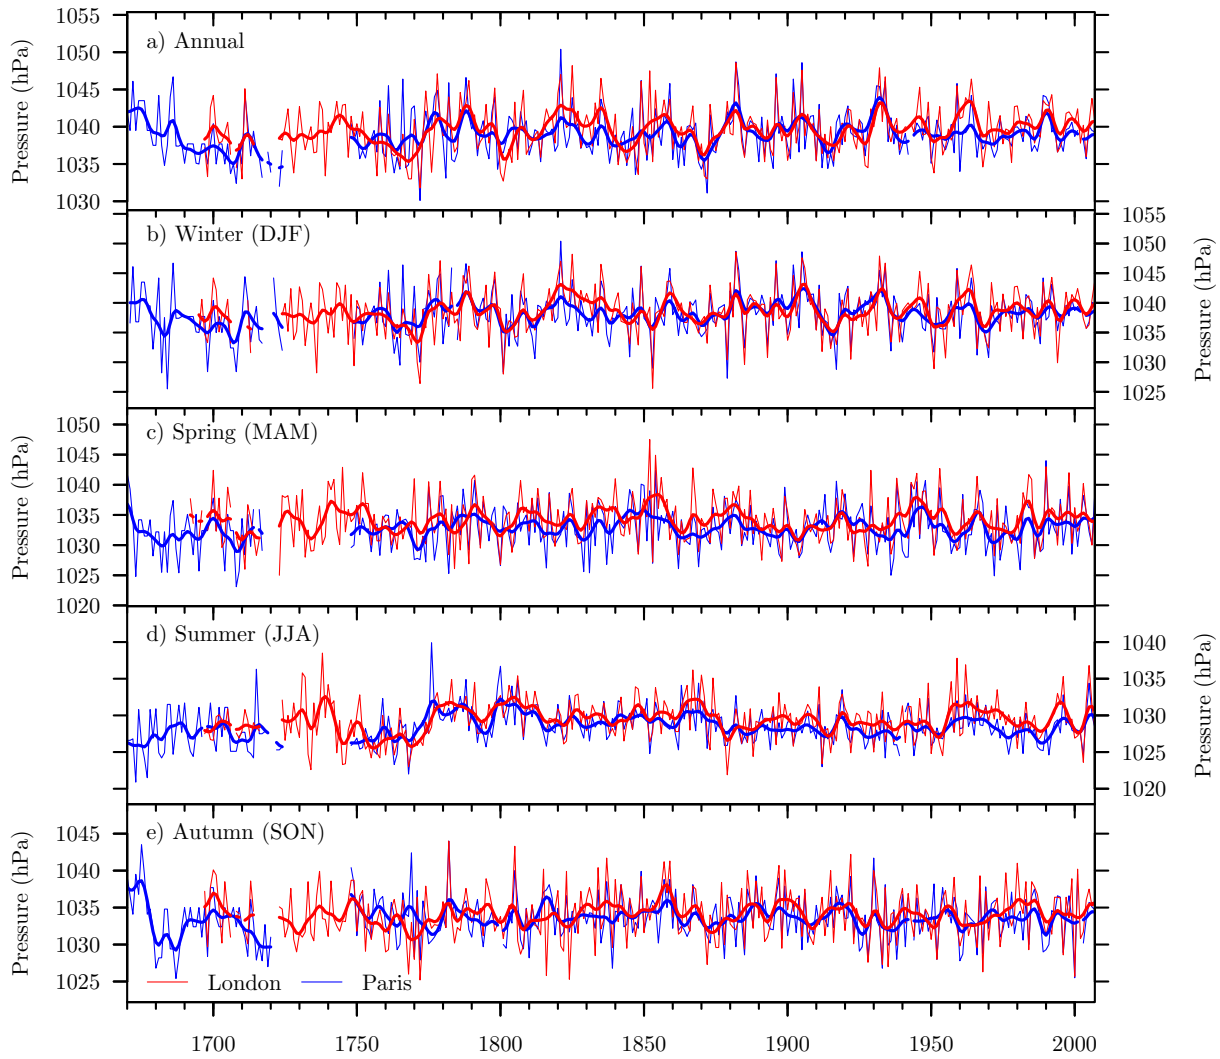 1055
1050
1045
1040
1035
1030
Pressure (hPa)
a) Annual
b) Winter (DJF)
1055
1050
1045
1040
1035
1030
1025
Pressure (hPa)
1050
1045
1040
1035
1030
1025
1020
Pressure (hPa)
c) Spring (MAM)
d) Summer (JJA)
1040
1035
1030
1025
1020
Pressure (hPa)
1045
1040
1035
1030
1025
Pressure (hPa)
e) Autumn (SON)
London Paris
1700 1750 1800 1850 1900 1950 2000